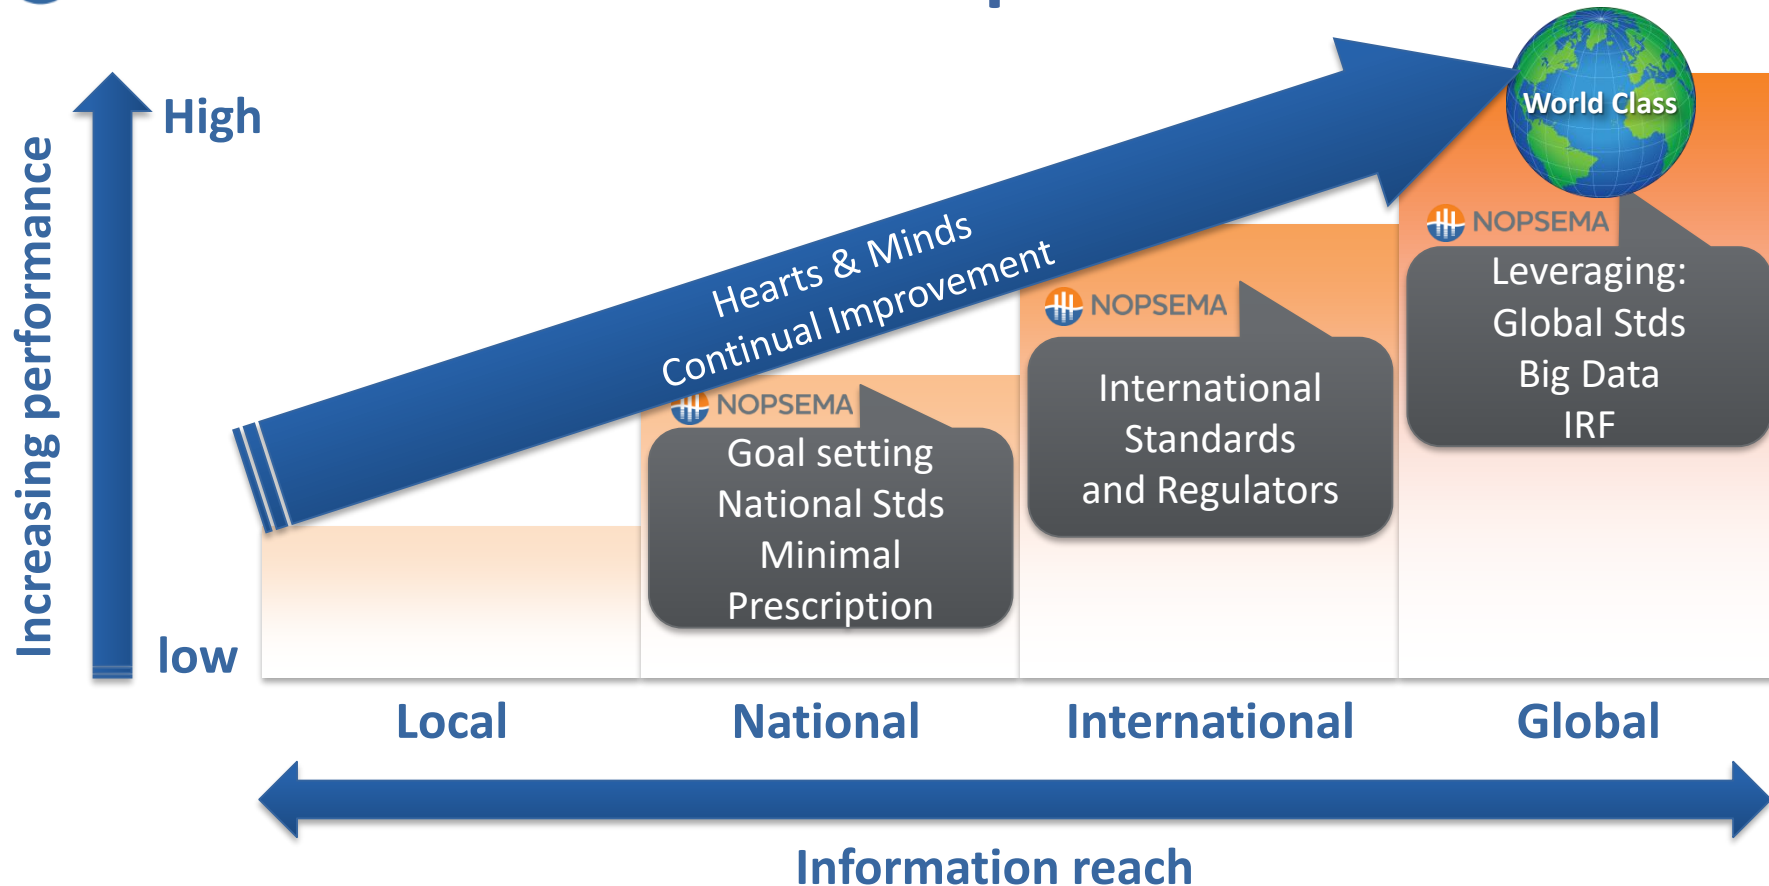 High
World Class
NOPSEMA
Leveraging:
Global Stds
Big Data
IRF
Hearts & Minds
Continual Improvement
NOPSEMA
International
Standards
and Regulators
NOPSEMA
Goal setting
National Stds
Minimal
Prescription
Increasing performance
low
Local
National
International
Global
Information reach